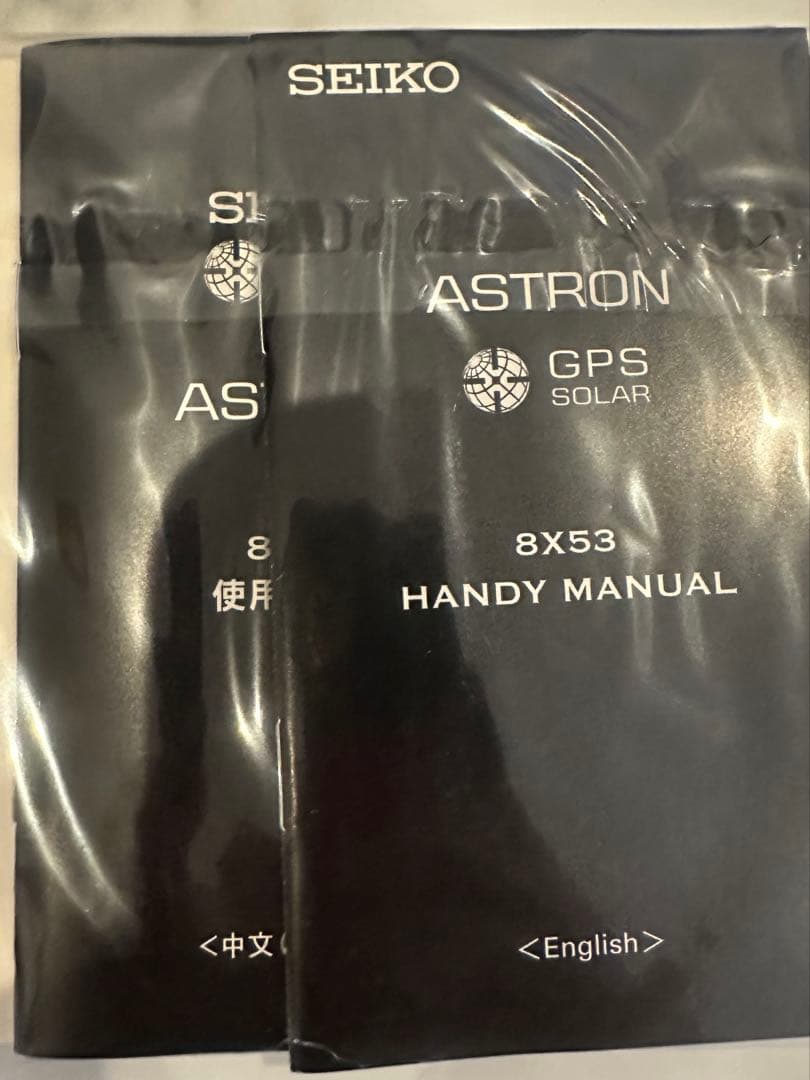 SEIKO
ASTRON
GPS
SOLAR
8X53
HANDY MANUAL
<English>
AS
8
使用
<中文